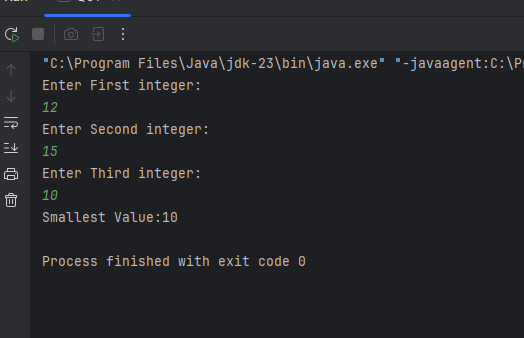 "C:\Program Files\Java\jdk-23\bin\java.exe" "-javaagent:C:\P
Enter First integer:
12
Enter Second integer:
15
Enter Third integer:
10
Smallest Value:10
Process finished with exit code 0